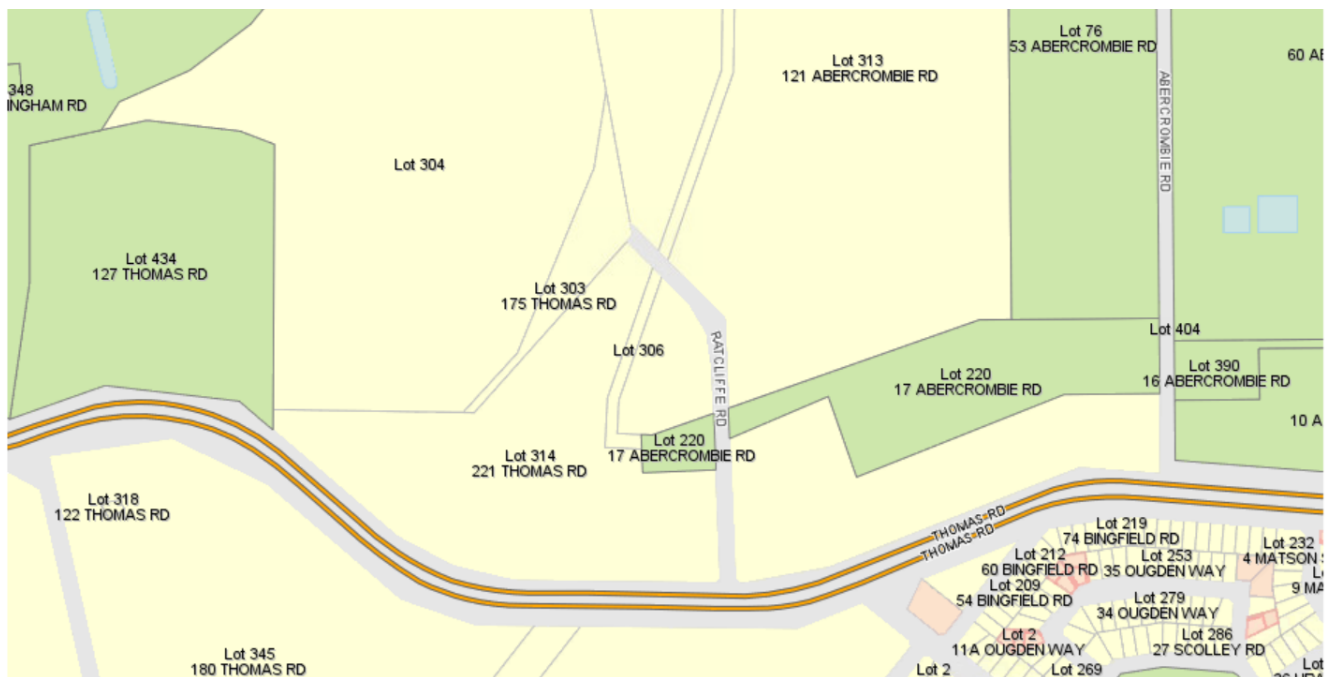 Lot 76
53 ABERCROMBIE RD
Lot 313
121 ABERCROMBIE RD
348
INGHAM RD
ABERCROMBIE RD
Lot 304
Lot 434
127 THOMAS RD
Lot 303
175 THOMAS RD
Lot 306
RATCLIFFE RD
Lot 404
Lot 220
17 ABERCROMBIE RD
Lot 390
16 ABERCROMBIE RD
Lot 220
17 ABERCROMBIE RD
Lot 314
221 THOMAS RD
Lot 318
122 THOMAS RD
THOMAS RD
THOMAS RD
Lot 219
74 BINGFIELD RD
Lot 212
60 BINGFIELD RD
Lot 253
35 OUGDEN WAY
Lot 232
4 MATSON
Lot 209
54 BINGFIELD RD
Lot 279
34 OUGDEN WAY
Lot 2
11A OUGDEN WAY
Lot 286
27 SCOLLEY RD
Lot 345
180 THOMAS RD
Lot 2
Lot 269